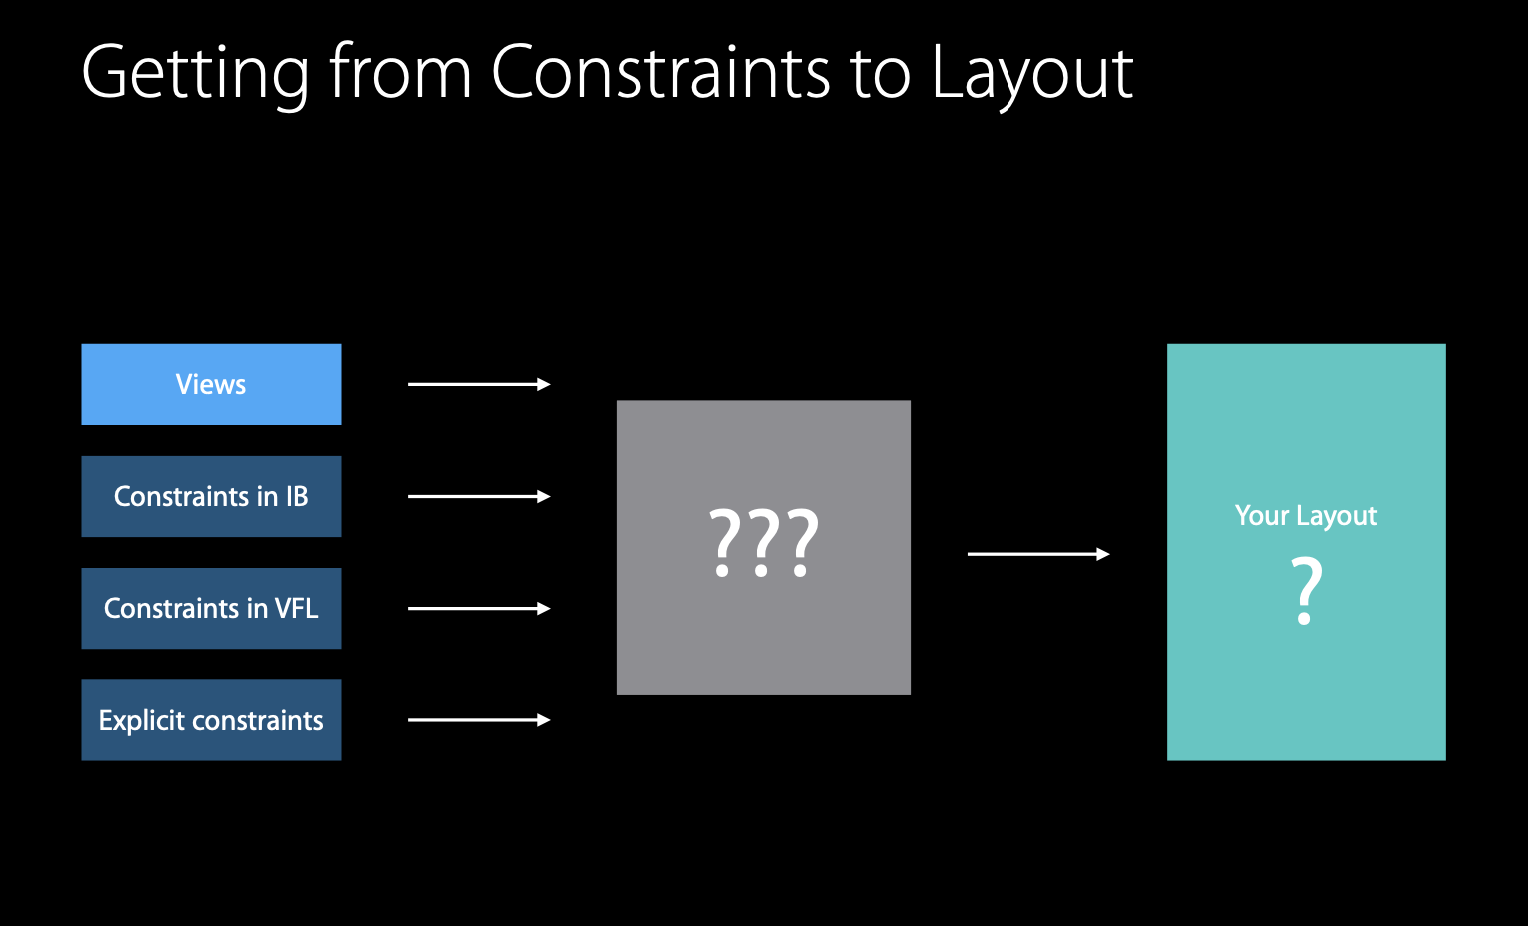 Getting from Constraints to Layout
Views
Constraints in IB
Constraints in VFL
Explicit constraints
???
Your Layout
?